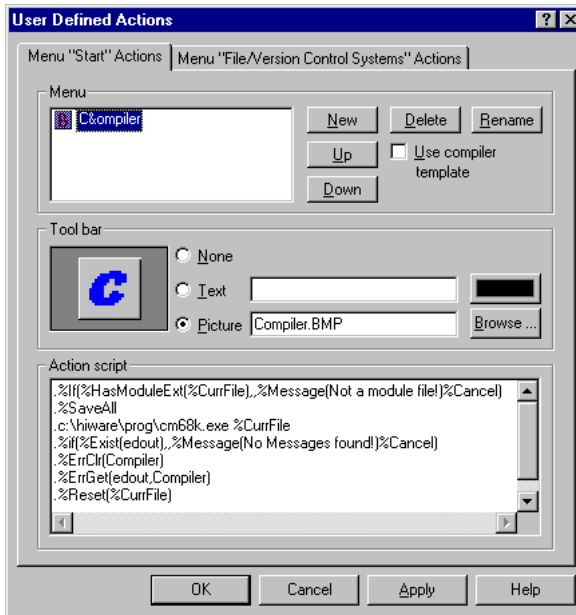 User Defined Actions
Menu "Start" Actions
Menu "File/Version Control Systems" Actions
Menu
C&ompiler
New
Delete
Rename
Up
Use compiler
template
Down
Tool bar
None
Text
Picture
Compiler.BMP
Browse ...
Action script
.%If(%HasModuleExt(%CurrFile),,%Message(Not a module file!)%Cancel)
.%SaveAll
.c:\hiware\prog\cm68k.exe %CurrFile
.%if(%Exist(edout),,%Message(No Messages found!)%Cancel)
.%ErrClr(Compiler)
.%ErrGet(edout,Compiler)
.%Reset(%CurrFile)
OK
Cancel
Apply
Help